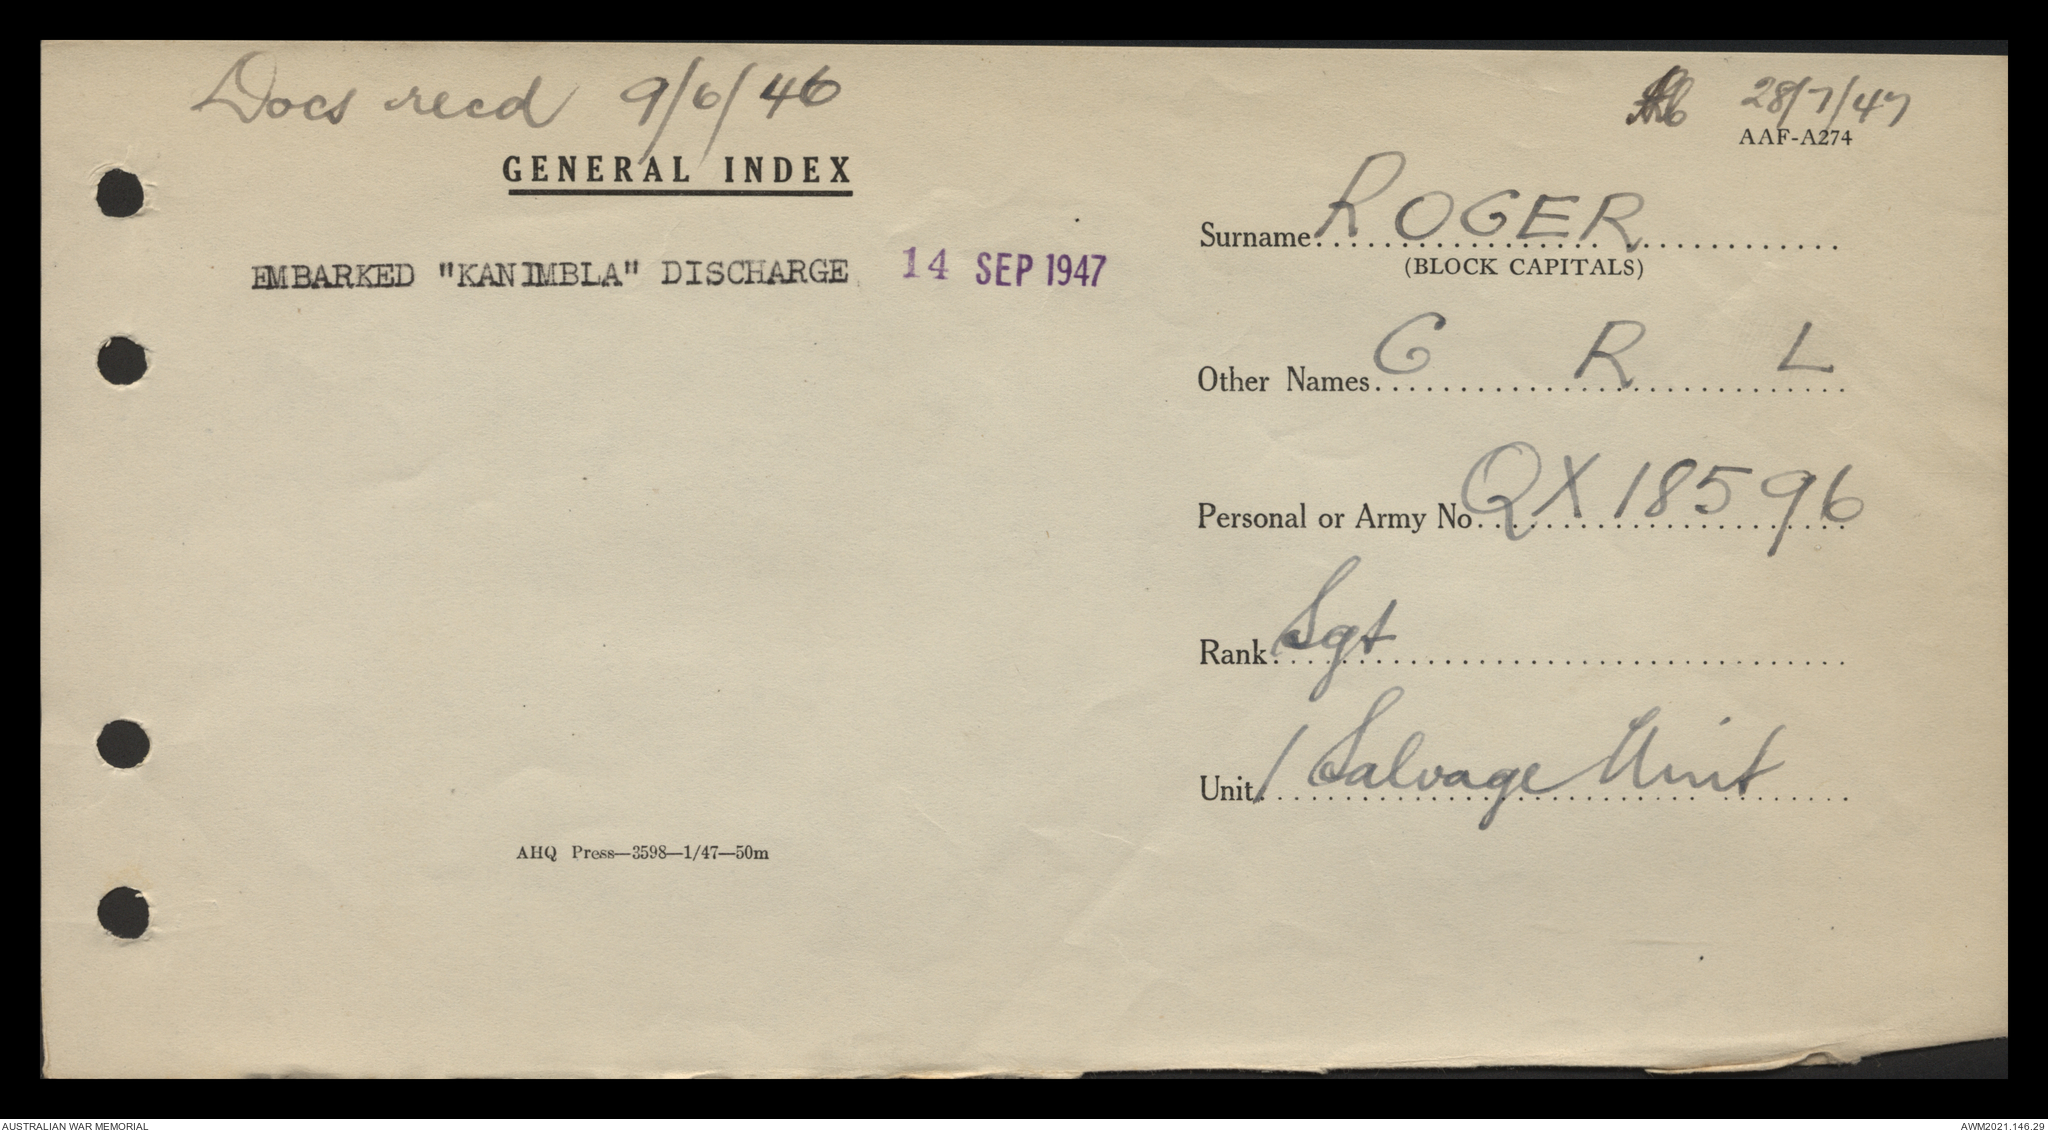 Docs recd 9/6/46
28/7/47
AAF-A274
GENERAL INDEX
EMBARKED "KANIMBLA" DISCHARGE 14 SEP 1947
Surname ROGER
(BLOCK CAPITALS)
Other Names G R L
Personal or Army No. QX18596
Rank Sgt
Unit 1 Salvage Unit
AHQ Press—3598—1/47—50m
AUSTRALIAN WAR MEMORIAL
AWM2021.146.29